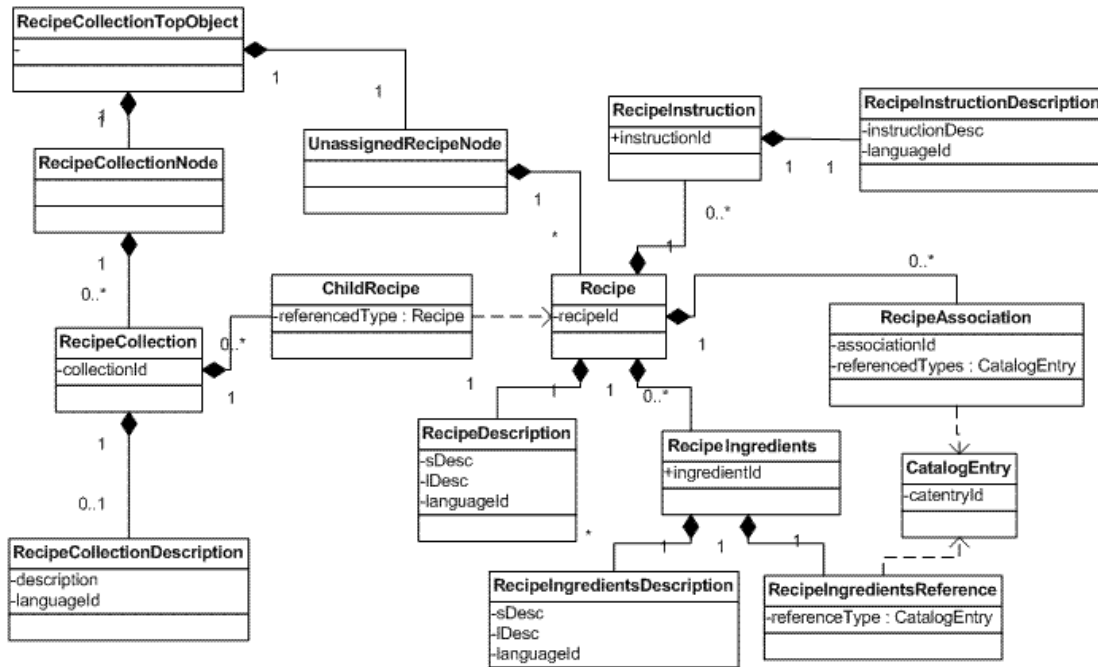 RecipeCollectionTopObject
-
1
1
1
1
RecipeCollectionNode
UnassignedRecipeNode
RecipeInstruction
+instructionId
RecipeInstructionDescription
-instructionDesc
-languageId
1
1
1
*
0..*
1
1
0..*
ChildRecipe
-referencedType : Recipe
Recipe
-recipeId
0..*
RecipeAssociation
-associationId
-referencedTypes : CatalogEntry
RecipeCollection
-collectionId
0..*
1
1
1
1
1
0..*
1
0..1
RecipeDescription
-sDesc
-lDesc
-languageId
*
RecipeIngredients
+ingredientId
CatalogEntry
-catentryId
1
1
1
RecipeCollectionDescription
-description
-languageId
RecipeIngredientsDescription
-sDesc
-lDesc
-languageId
RecipeIngredientsReference
-referenceType : CatalogEntry